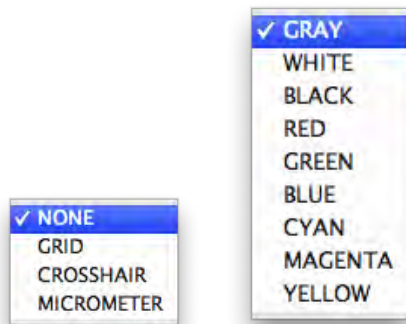 NONE
GRID
CROSSHAIR
MICROMETER
GRAY
WHITE
BLACK
RED
GREEN
BLUE
CYAN
MAGENTA
YELLOW